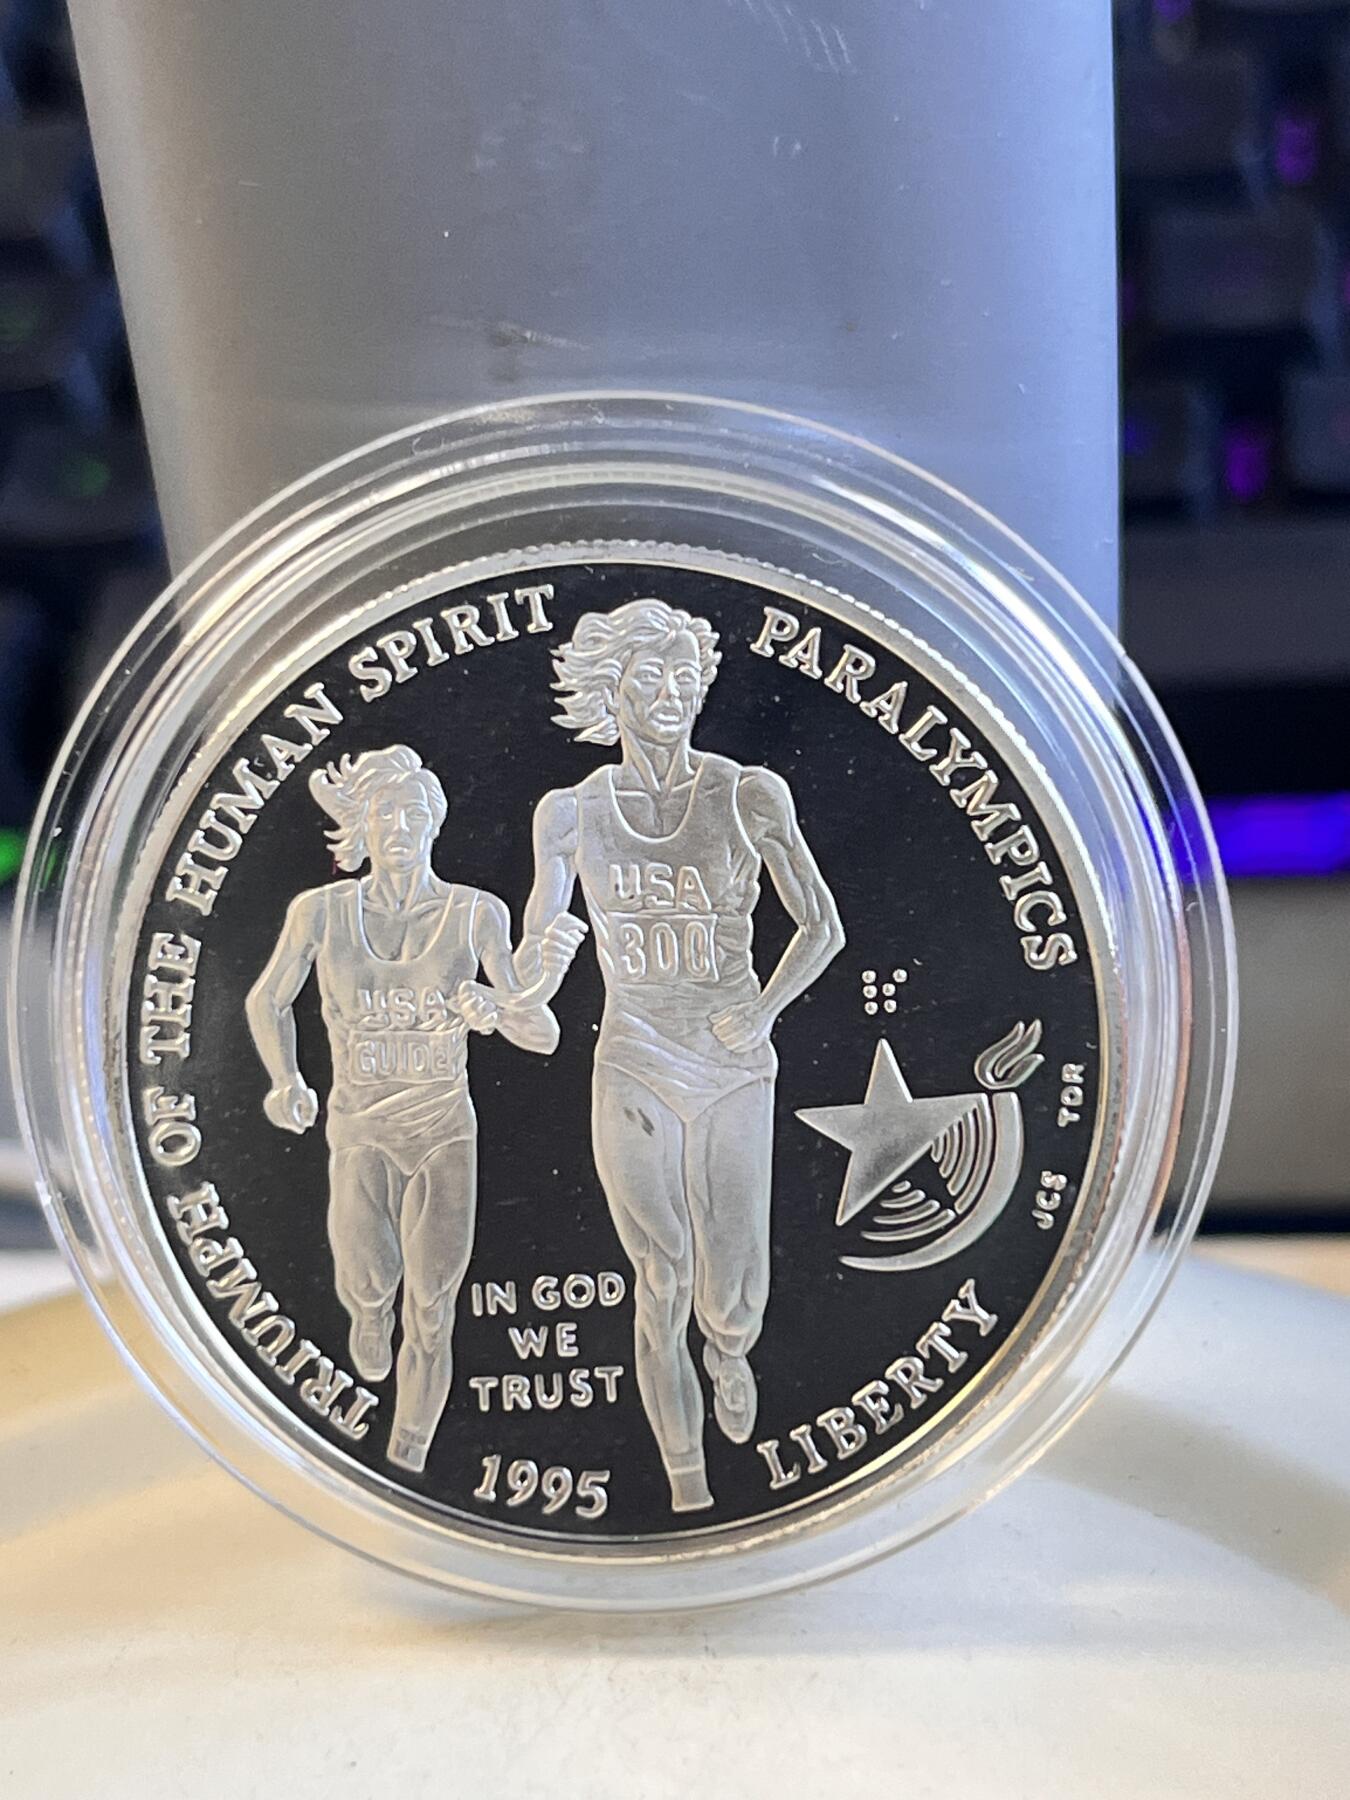 TRIUMPH OF THE HUMAN SPIRIT
PARALYMPICS
USA
300
USA
GUIDE
JCS TDR
IN GOD
WE
TRUST
1995
LIBERTY